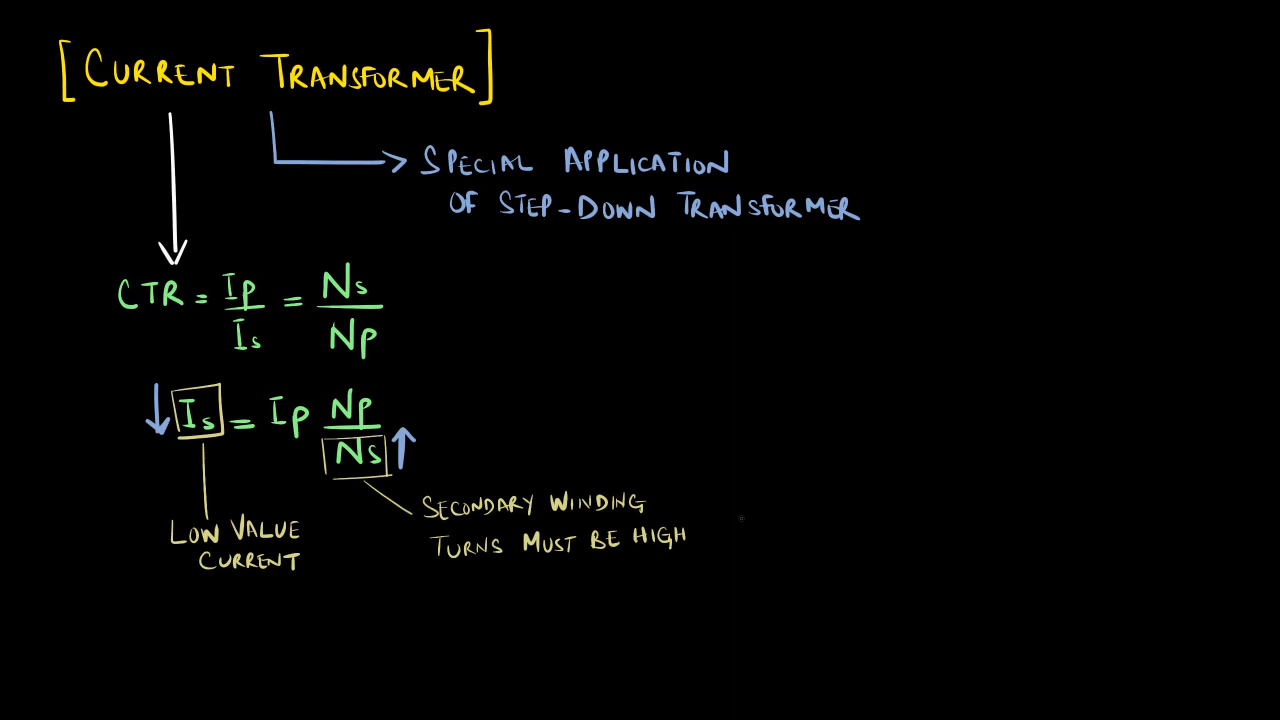 [CURRENT TRANSFORMER]
SPECIAL APPLICATION
OF STEP-DOWN TRANSFORMER
CTR = Ip/Is = Ns/Np
↓ Is = Ip Np/Ns ↑
SECONDARY WINDING
TURNS MUST BE HIGH
LOW VALUE
CURRENT